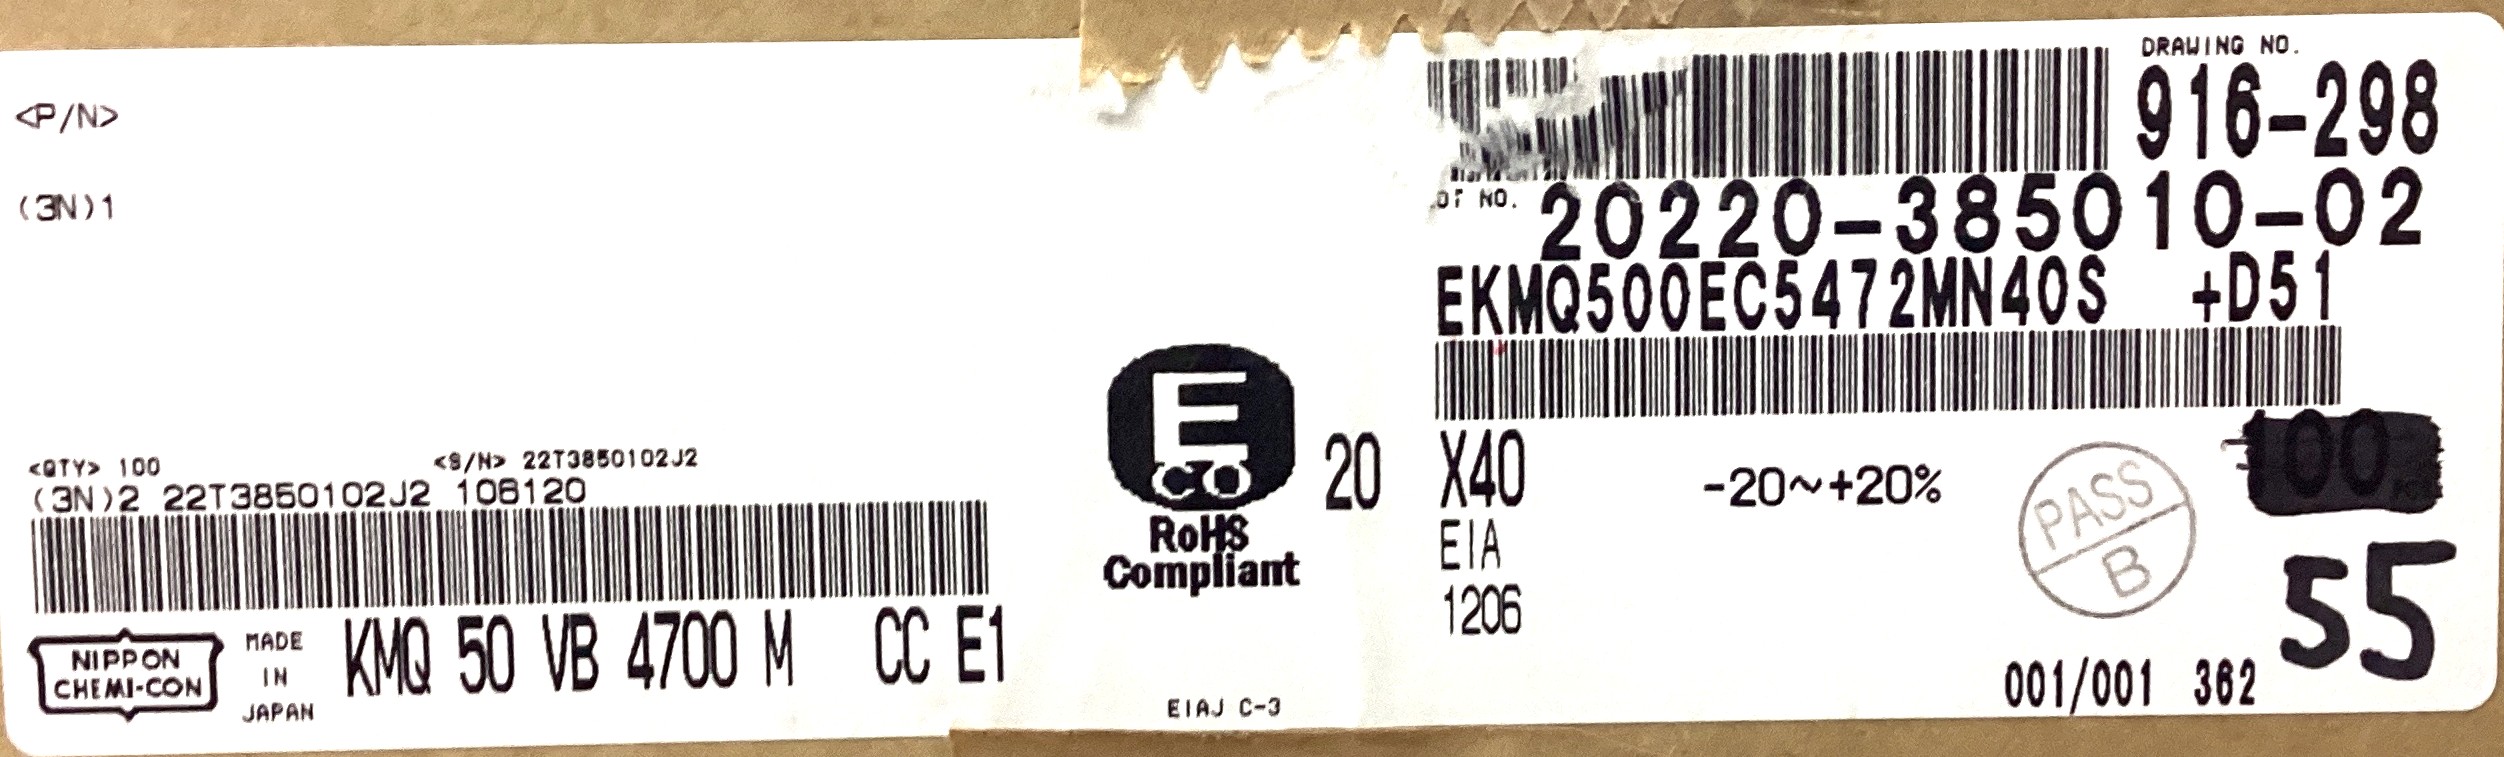 <P/N>
(3N)1
<QTY> 100 <S/N> 22T3850102J2
(3N)2 22T3850102J2 106120
NIPPON
CHEMI-CON
MADE
IN
JAPAN
KMQ 50 VB 4700 M CC E1
E
CO
RoHS
Compliant
EIAJ C-3
DRAWING NO.
916-298
OT NO. 20220-385010-02
EKMQ500EC5472MN40S +D51
20 X40 -20~+20%
EIA
1206
PASS
B
100
55
001/001 362